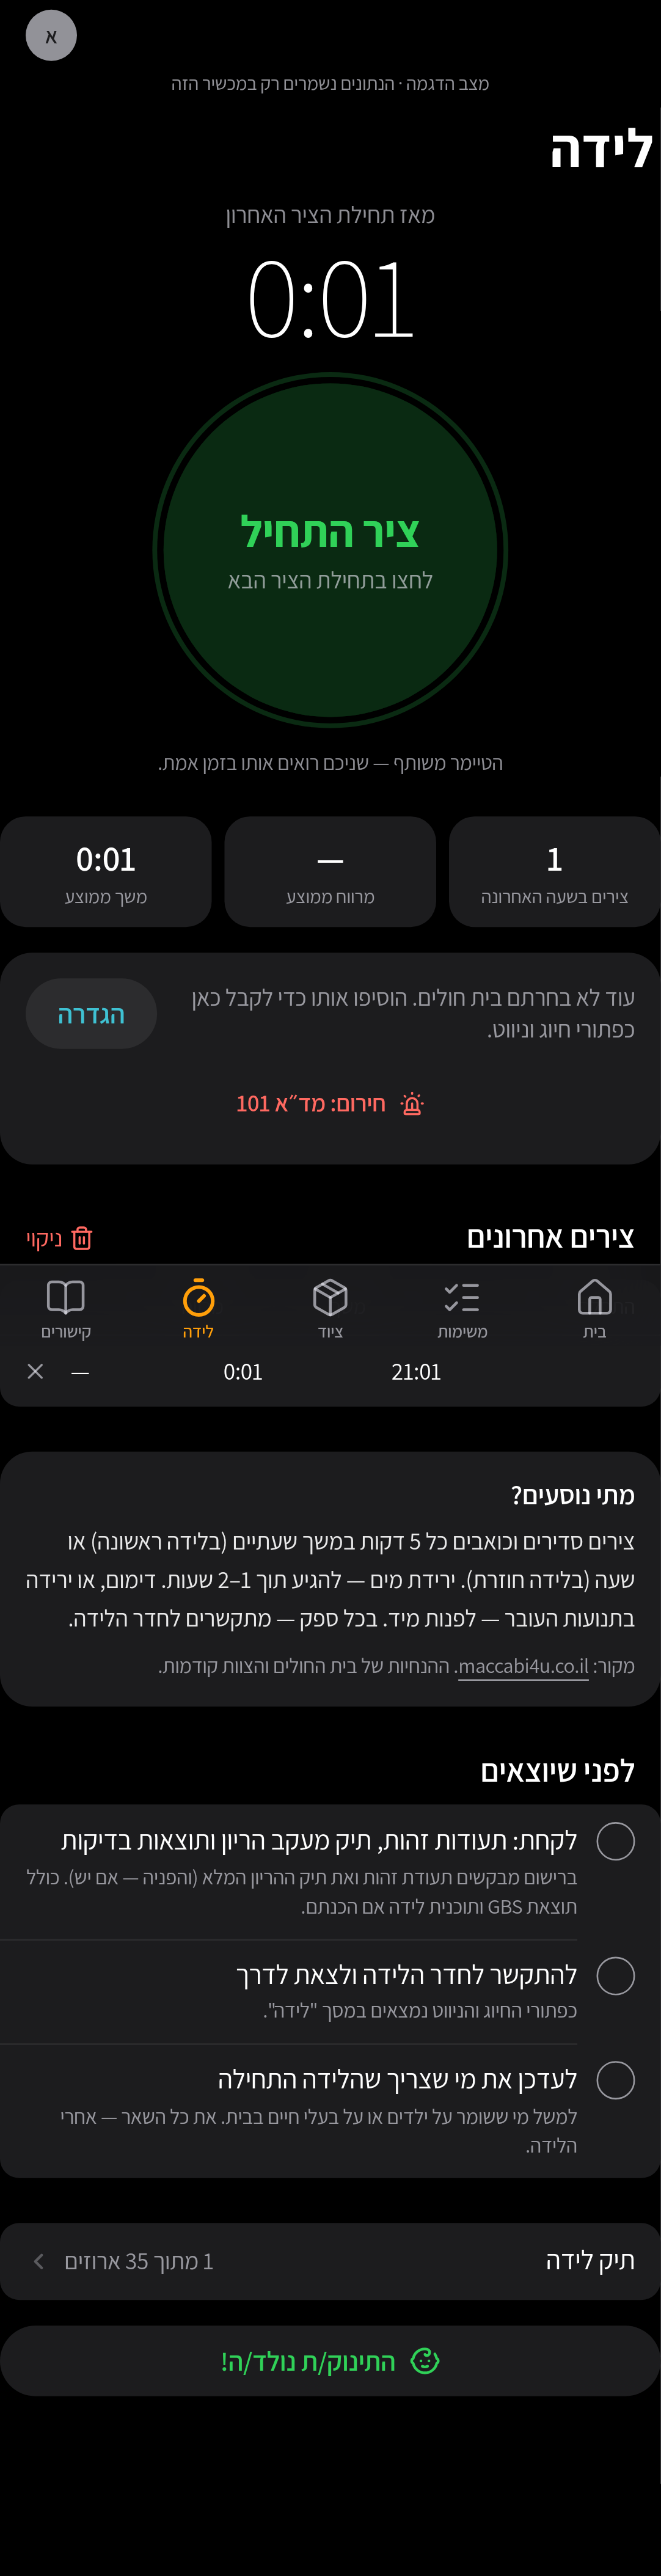 א
מצב הדגמה · הנתונים נשמרים רק במכשיר הזה
לידה
מאז תחילת הציר האחרון
0:01
ציר התחיל
לחצו בתחילת הציר הבא
הטיימר משותף — שניכם רואים אותו בזמן אמת.
1
צירים בשעה האחרונה
—
מרווח ממוצע
0:01
משך ממוצע
עוד לא בחרתם בית חולים. הוסיפו אותו כדי לקבל כאן
כפתורי חיוג וניווט.
הגדרה
חירום: מד״א 101
צירים אחרונים
ניקוי
בית
משימות
ציוד
לידה
קישורים
21:01
0:01
—
מתי נוסעים?
צירים סדירים וכואבים כל 5 דקות במשך שעתיים (בלידה ראשונה) או
שעה (בלידה חוזרת). ירידת מים — להגיע תוך 1–2 שעות. דימום, או ירידה
בתנועות העובר — לפנות מיד. בכל ספק — מתקשרים לחדר הלידה.
מקור: maccabi4u.co.il. ההנחיות של בית החולים והצוות קודמות.
לפני שיוצאים
לקחת: תעודות זהות, תיק מעקב הריון ותוצאות בדיקות
ברישום מבקשים תעודת זהות ואת תיק ההריון המלא (והפניה — אם יש). כולל
תוצאת GBS ותוכנית לידה אם הכנתם.
להתקשר לחדר הלידה ולצאת לדרך
כפתורי החיוג והניווט נמצאים במסך "לידה".
לעדכן את מי שצריך שהלידה התחילה
למשל מי ששומר על ילדים או על בעלי חיים בבית. את כל השאר — אחרי
הלידה.
תיק לידה
1 מתוך 35 ארוזים
התינוק/ת נולד/ה!